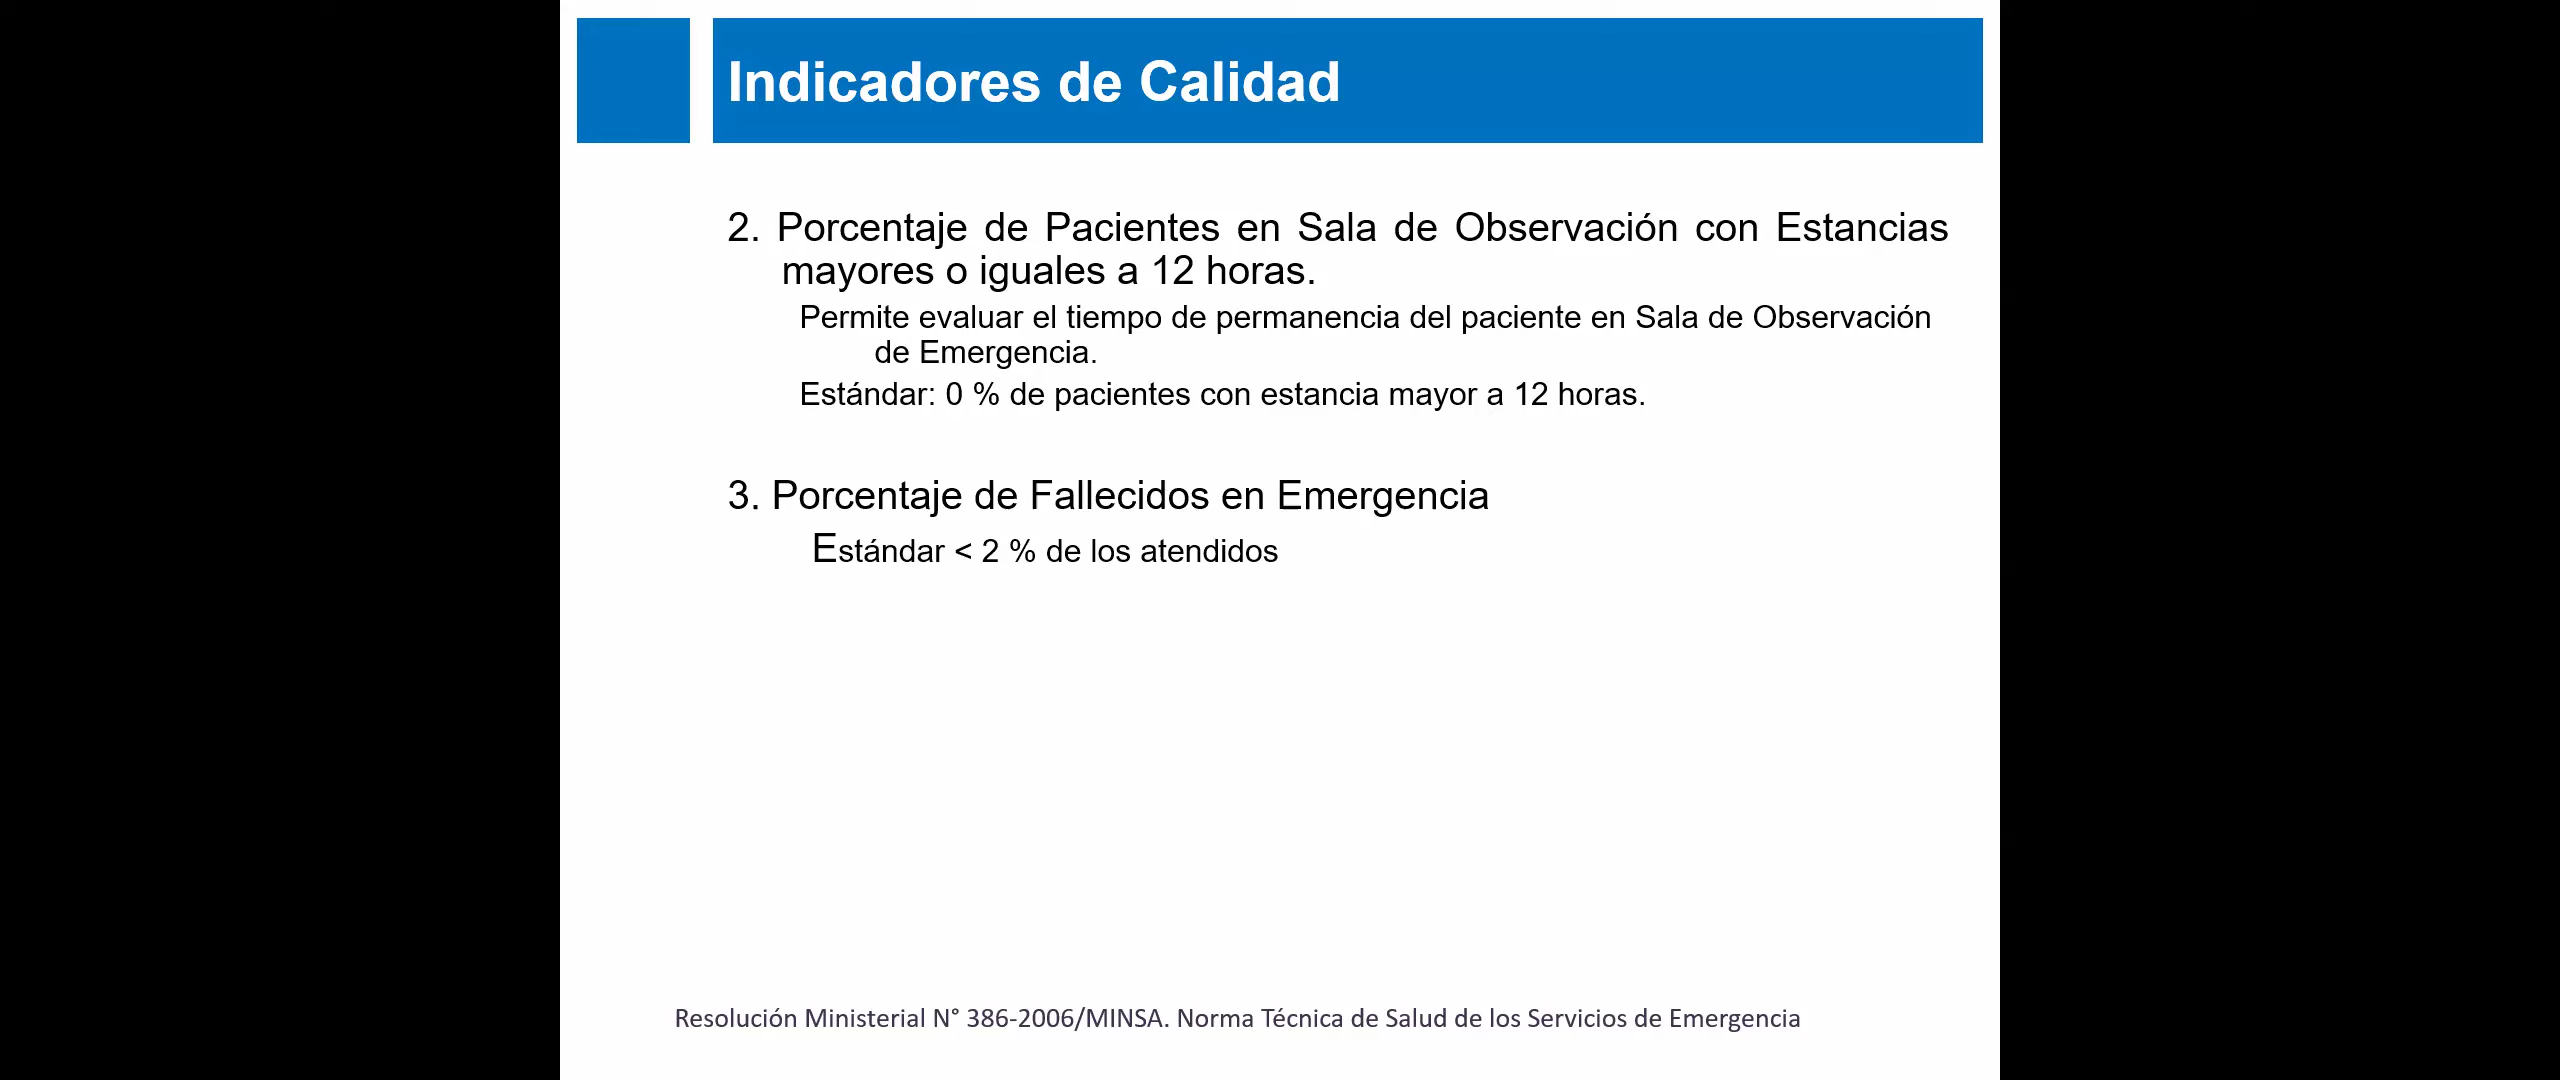 Indicadores de Calidad
2. Porcentaje de Pacientes en Sala de Observación con Estancias
mayores o iguales a 12 horas.
Permite evaluar el tiempo de permanencia del paciente en Sala de Observación
de Emergencia.
Estándar: 0 % de pacientes con estancia mayor a 12 horas.
3. Porcentaje de Fallecidos en Emergencia
Estándar < 2 % de los atendidos
Resolución Ministerial N° 386-2006/MINSA. Norma Técnica de Salud de los Servicios de Emergencia